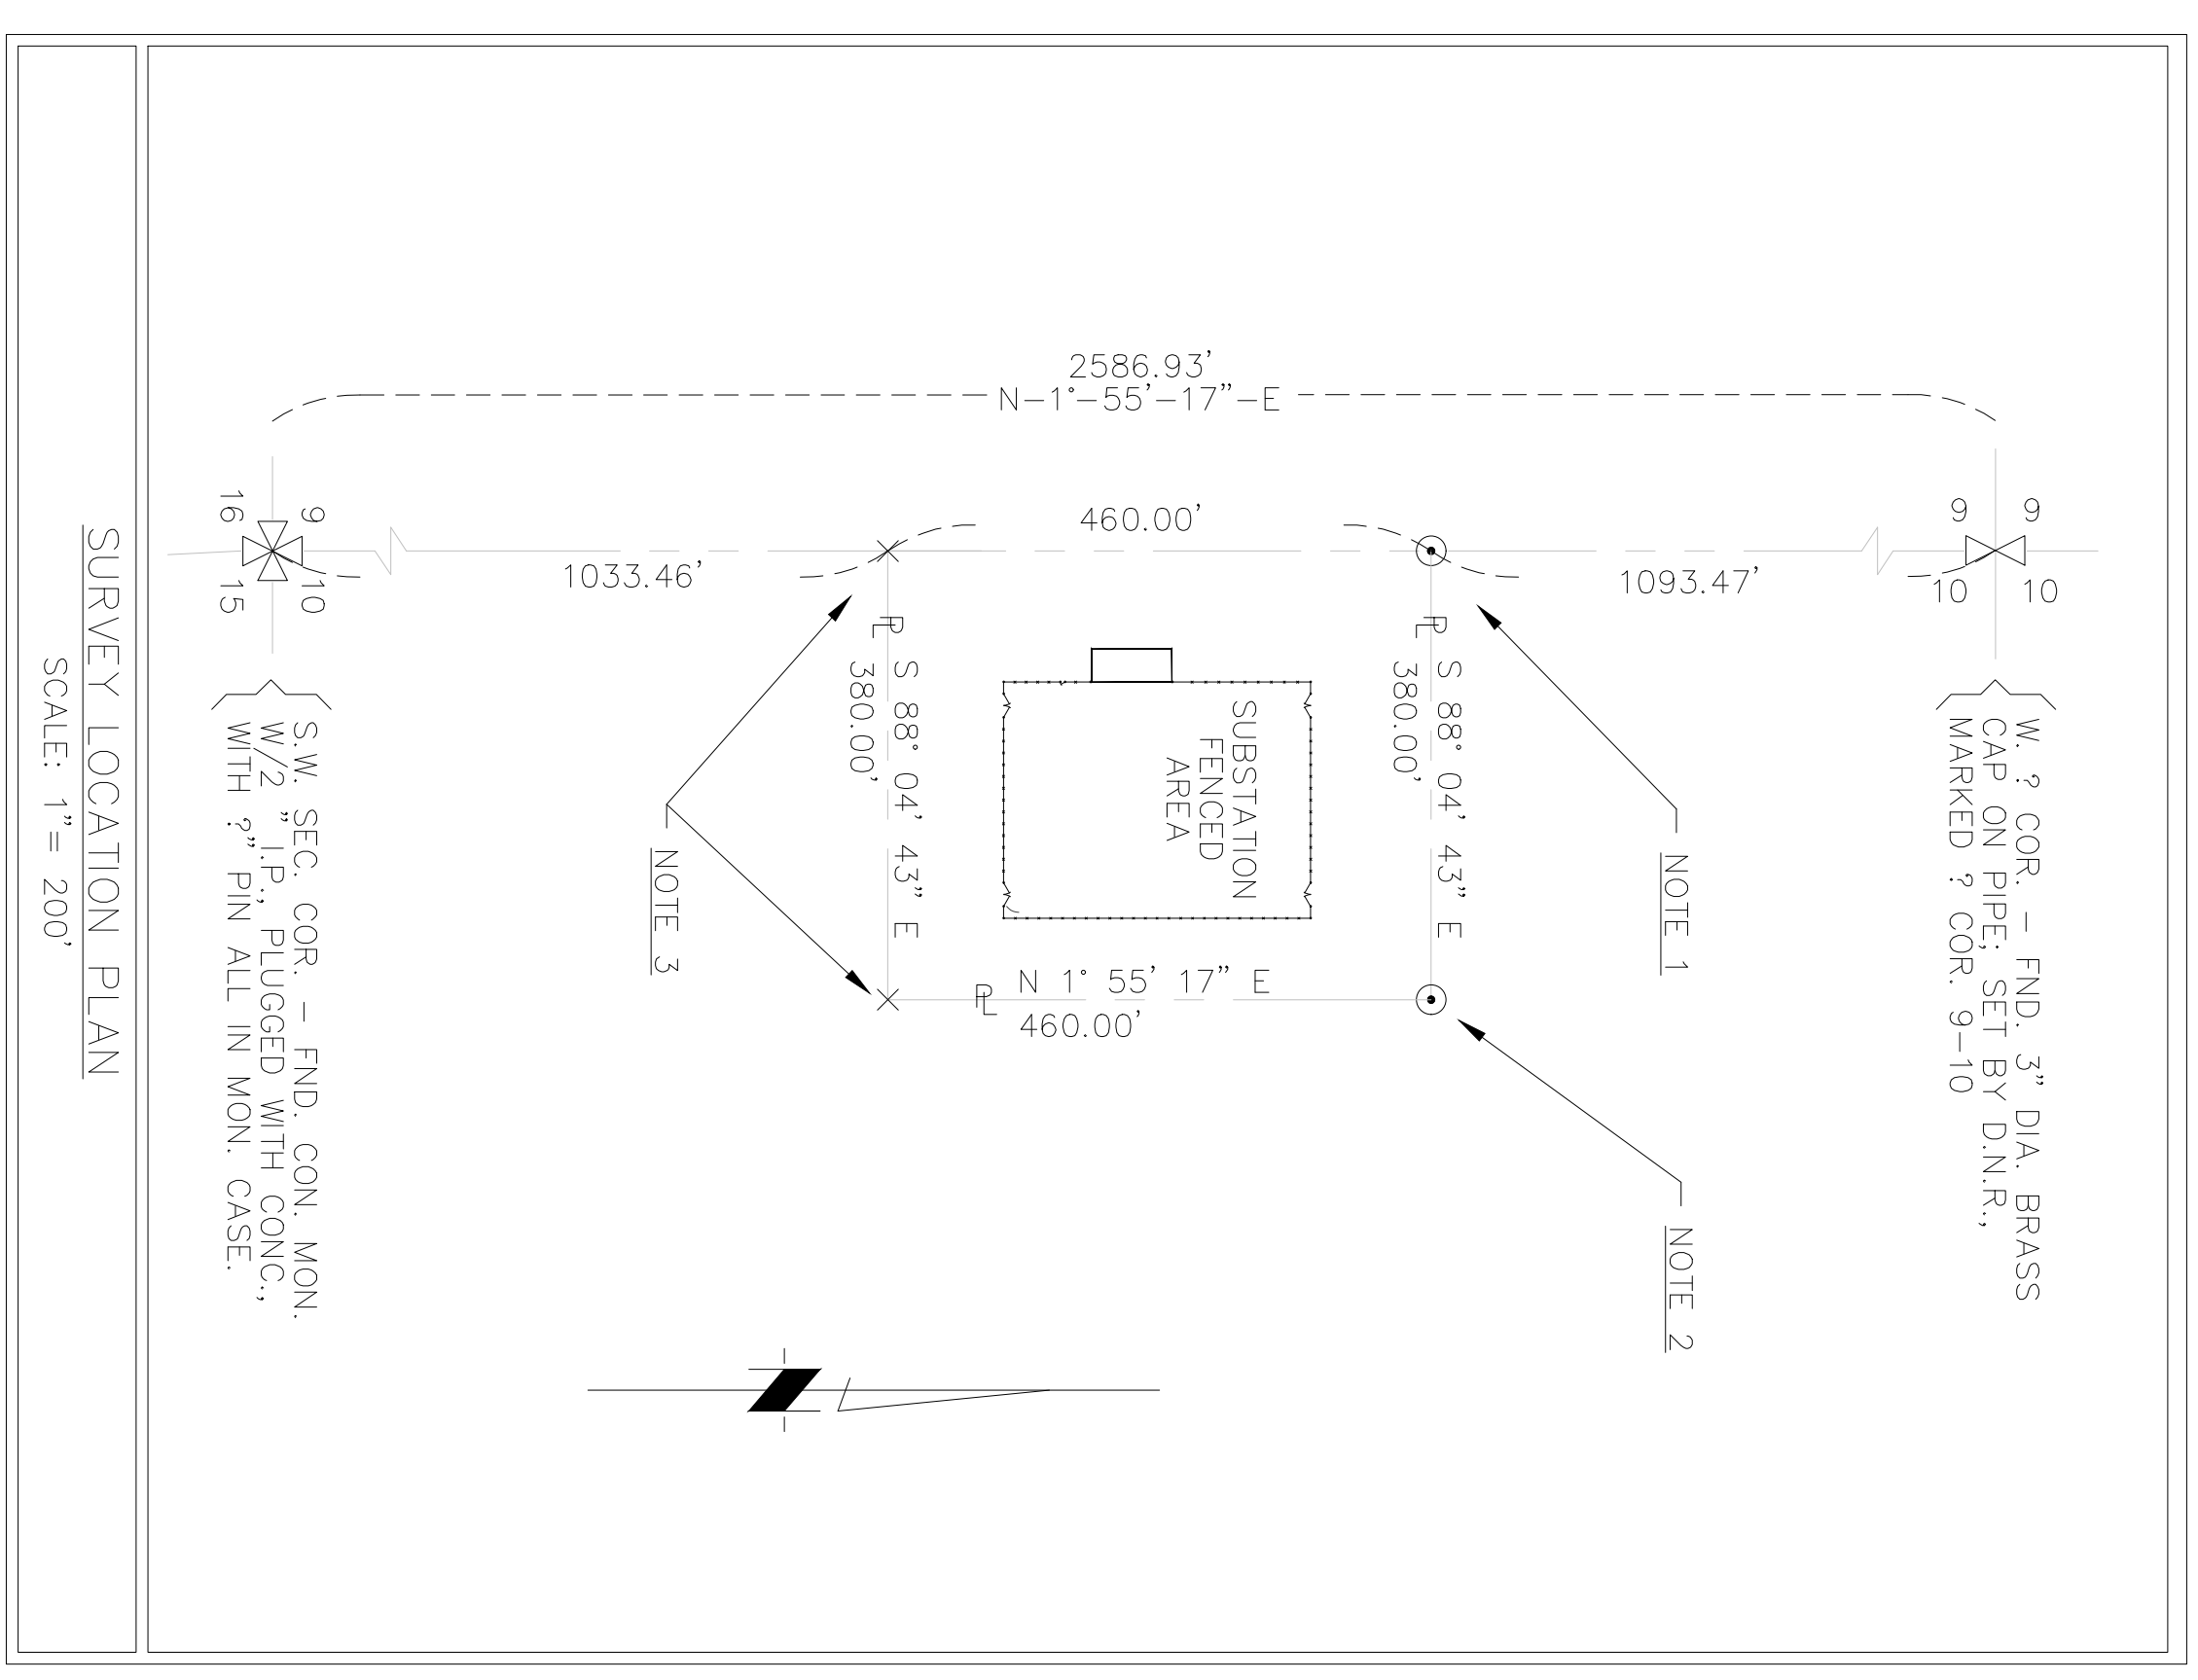 2586.93'
N-1°-55'-17"-E
460.00'
1033.46'
1093.47'
16
9
15
10
9
9
10
10
PL
S 88° 04' 43" E
380.00'
PL
S 88° 04' 43" E
380.00'
SUBSTATION
FENCED
AREA
PL
N 1° 55' 17" E
460.00'
NOTE 1
NOTE 2
NOTE 3
W. ? COR. - FND. 3" DIA. BRASS
CAP ON PIPE; SET BY D.N.R.,
MARKED ? COR. 9-10
S.W. SEC. COR. - FND. CON. MON.
W/2 " I.P., PLUGGED WITH CONC.,
WITH ?" PIN ALL IN MON. CASE.
SURVEY LOCATION PLAN
SCALE: 1"= 200'